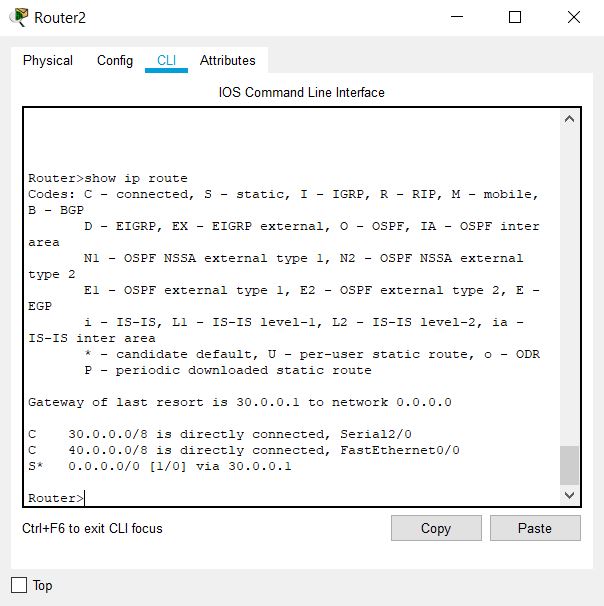 Router2
Physical Config CLI Attributes
IOS Command Line Interface
Router>show ip route
Codes: C - connected, S - static, I - IGRP, R - RIP, M - mobile,
B - BGP
D - EIGRP, EX - EIGRP external, O - OSPF, IA - OSPF inter
area
N1 - OSPF NSSA external type 1, N2 - OSPF NSSA external
type 2
E1 - OSPF external type 1, E2 - OSPF external type 2, E -
EGP
i - IS-IS, L1 - IS-IS level-1, L2 - IS-IS level-2, ia -
IS-IS inter area
* - candidate default, U - per-user static route, o - ODR
P - periodic downloaded static route
Gateway of last resort is 30.0.0.1 to network 0.0.0.0
C 30.0.0.0/8 is directly connected, Serial2/0
C 40.0.0.0/8 is directly connected, FastEthernet0/0
S* 0.0.0.0/0 [1/0] via 30.0.0.1
Router>
Ctrl+F6 to exit CLI focus
Copy Paste
Top